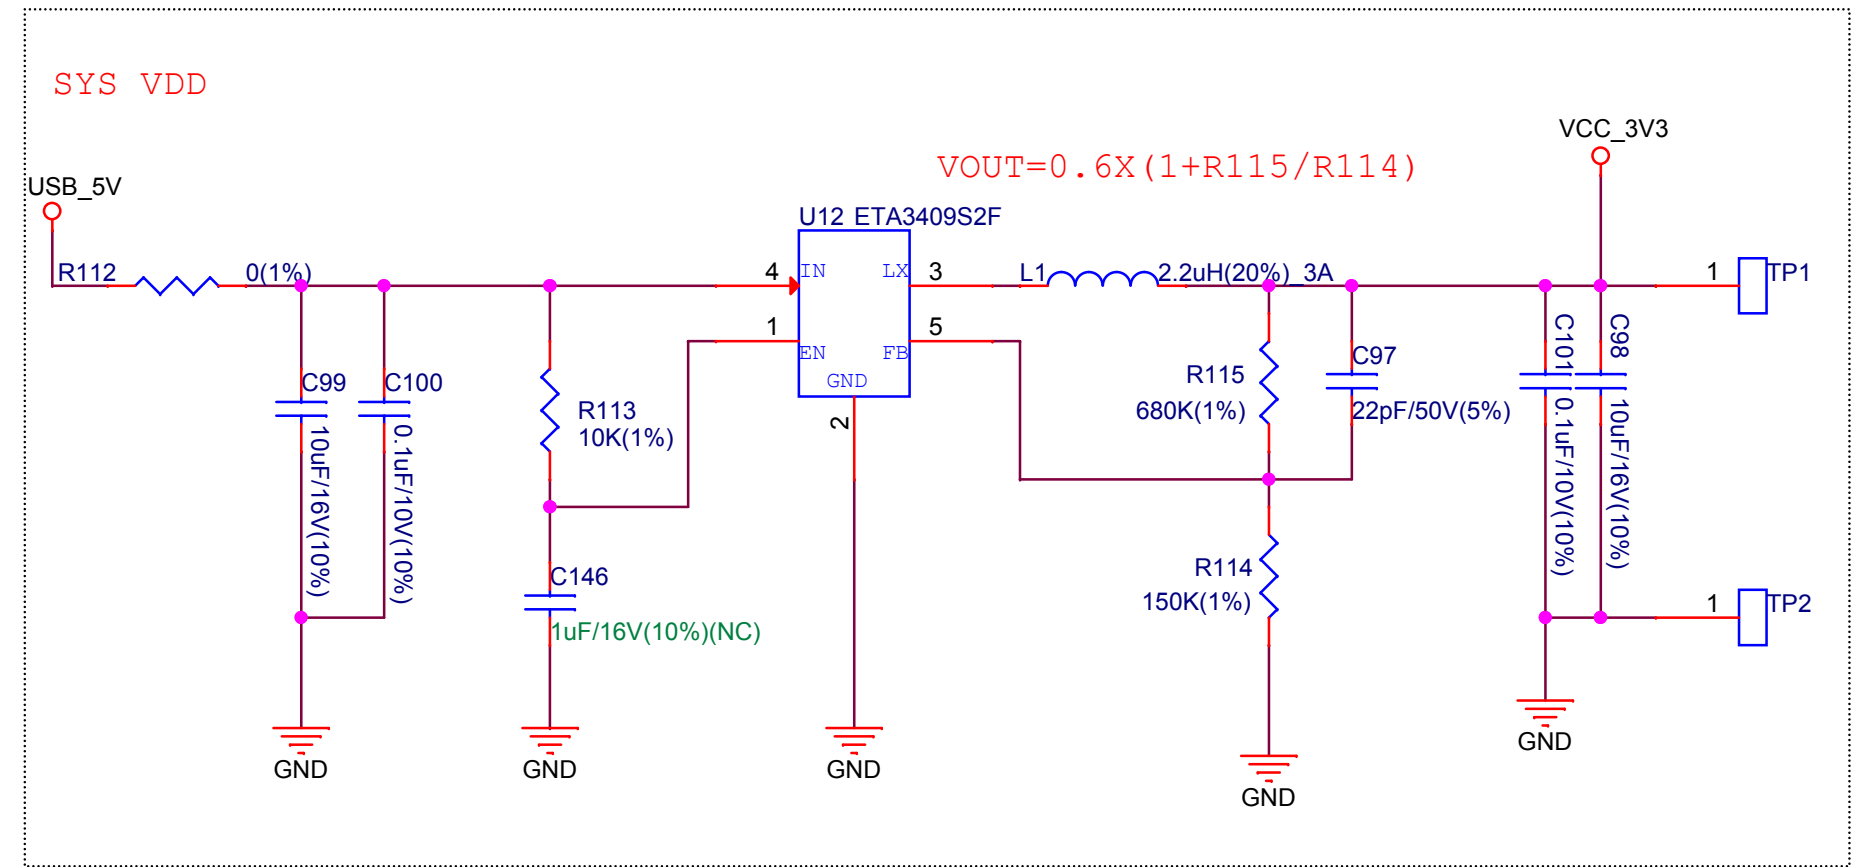 SYS VDD
VCC_3V3
VOUT=0.6X(1+R115/R114)
USB_5V
U12 ETA3409S2F
R112
0(1%)
4
IN
LX
3
L1
2.2uH(20%)_3A
1
TP1
1
EN
FB
5
GND
2
C99
10uF/16V(10%)
C100
0.1uF/10V(10%)
R113
10K(1%)
R115
680K(1%)
C97
22pF/50V(5%)
C101
0.1uF/10V(10%)
C98
10uF/16V(10%)
C146
1uF/16V(10%)(NC)
R114
150K(1%)
1
TP2
GND
GND
GND
GND
GND